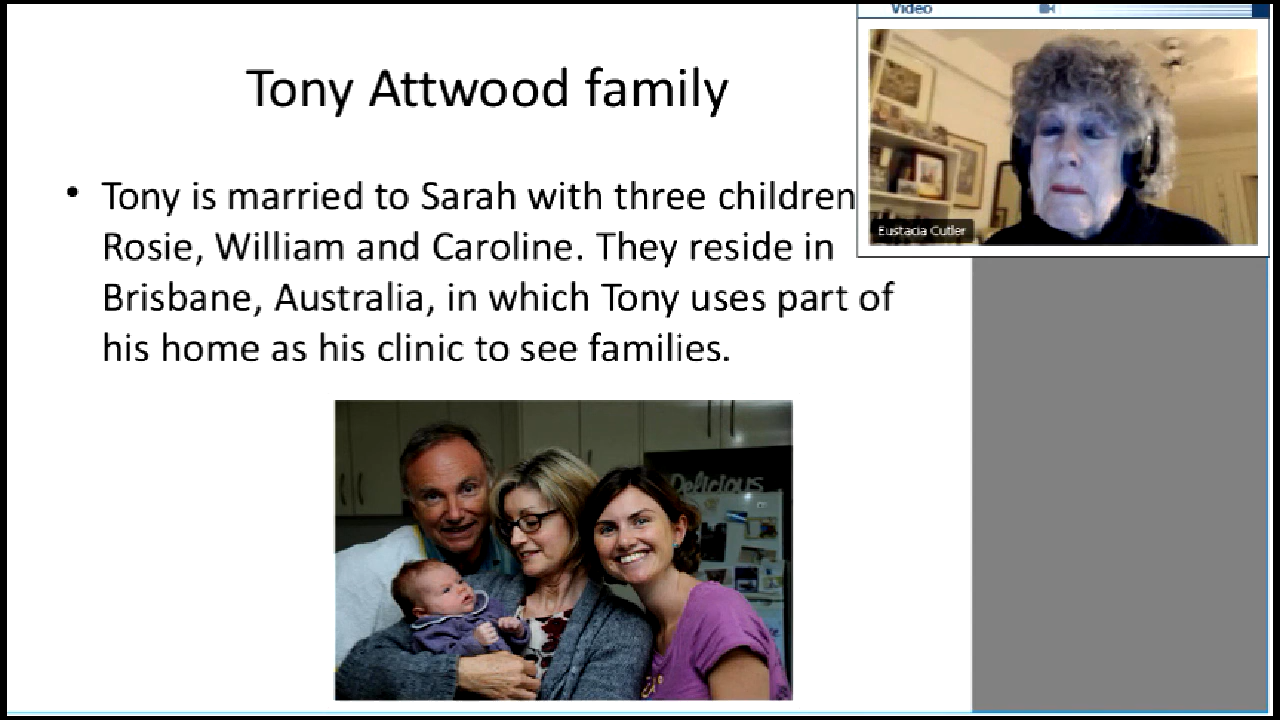 Video
Tony Attwood family
• Tony is married to Sarah with three children
Rosie, William and Caroline. They reside in
Brisbane, Australia, in which Tony uses part of
his home as his clinic to see families.
Eustacia Cutler
Delicious